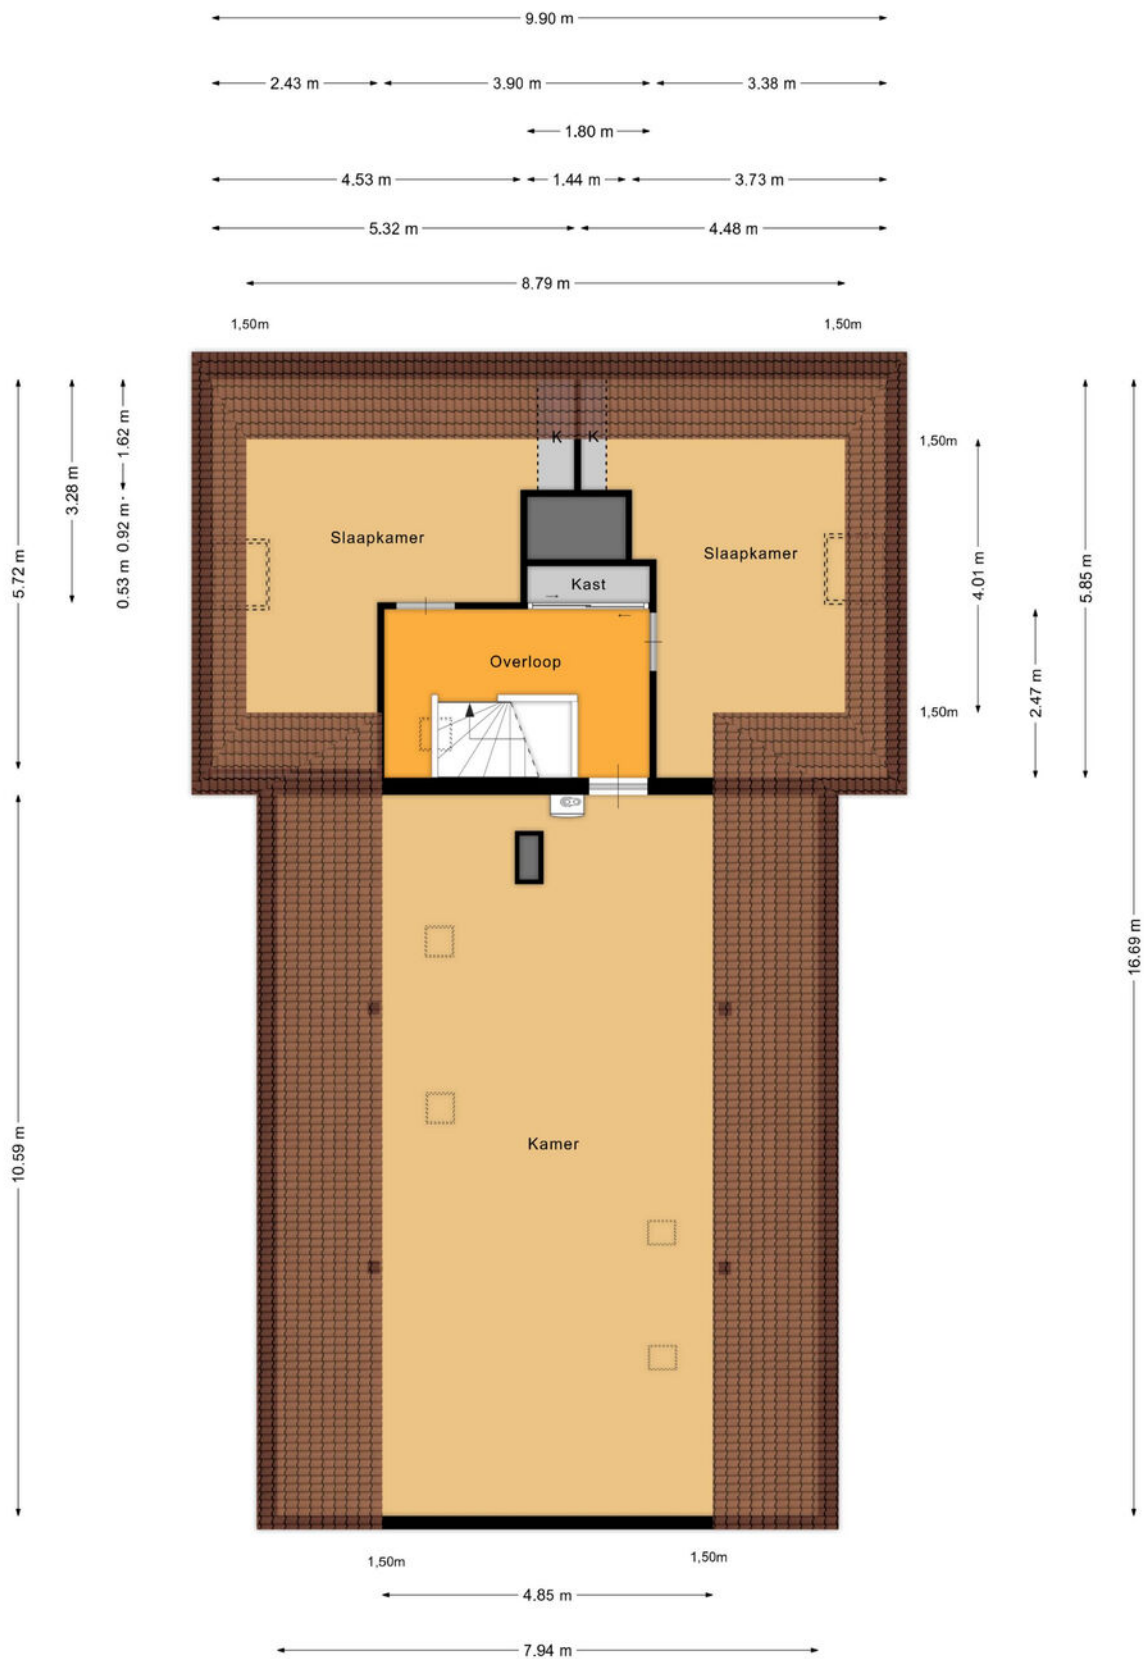 9.90 m
2.43 m
3.90 m
3.38 m
1.80 m
4.53 m
1.44 m
3.73 m
5.32 m
4.48 m
8.79 m
1,50m
1,50m
5.72 m
3.28 m
1.62 m
0.92 m
0.53 m
K
K
1,50m
Slaapkamer
Slaapkamer
Kast
4.01 m
5.85 m
Overloop
2.47 m
1,50m
16.69 m
10.59 m
Kamer
1,50m
1,50m
4.85 m
7.94 m